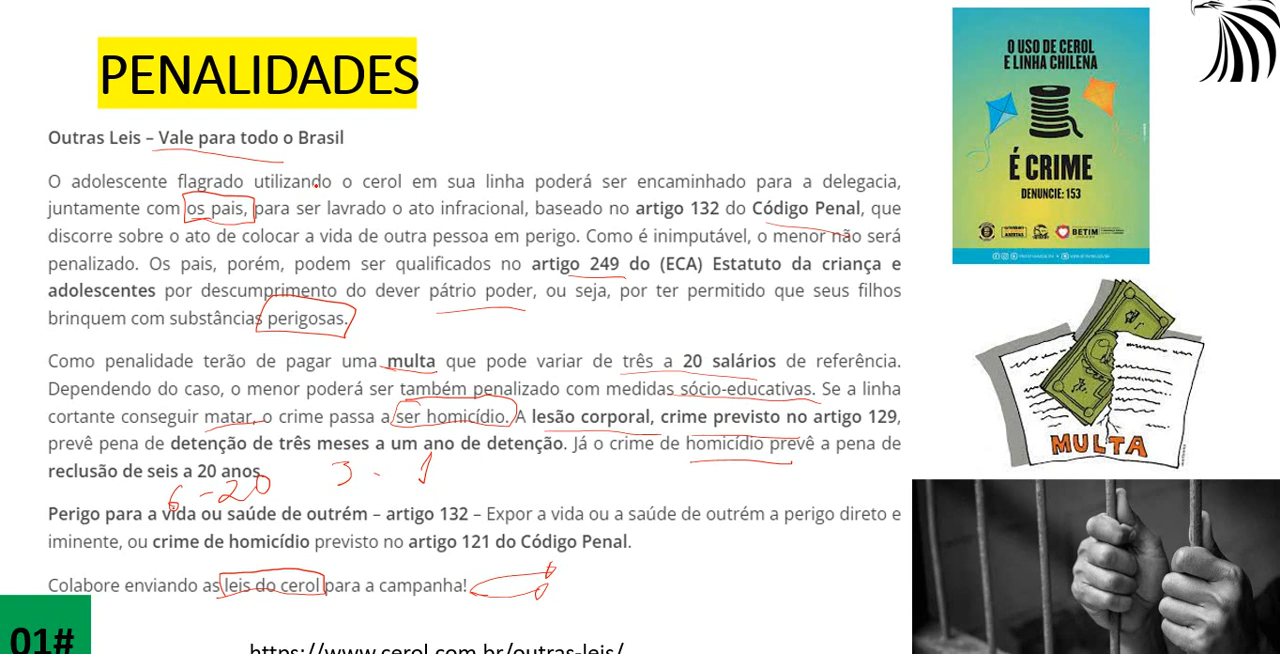 PENALIDADES
Outras Leis – Vale para todo o Brasil
O adolescente flagrado utilizando o cerol em sua linha poderá ser encaminhado para a delegacia,
juntamente com os pais, para ser lavrado o ato infracional, baseado no artigo 132 do Código Penal, que
discorre sobre o ato de colocar a vida de outra pessoa em perigo. Como é inimputável, o menor não será
penalizado. Os pais, porém, podem ser qualificados no artigo 249 do (ECA) Estatuto da criança e
adolescentes por descumprimento do dever pátrio poder, ou seja, por ter permitido que seus filhos
brinquem com substâncias perigosas.
Como penalidade terão de pagar uma multa que pode variar de três a 20 salários de referência.
Dependendo do caso, o menor poderá ser também penalizado com medidas sócio-educativas. Se a linha
cortante conseguir matar, o crime passa a ser homicídio. A lesão corporal, crime previsto no artigo 129,
prevê pena de detenção de três meses a um ano de detenção. Já o crime de homicídio prevê a pena de
reclusão de seis a 20 anos.
6 - 20
3 - 1
Perigo para a vida ou saúde de outrém – artigo 132 – Expor a vida ou a saúde de outrém a perigo direto e
iminente, ou crime de homicídio previsto no artigo 121 do Código Penal.
Colabore enviando as leis do cerol para a campanha!
01#
https://www.cerol.com.br/outras-leis/
O USO DE CEROL
E LINHA CHILENA
É CRIME
DENUNCIE: 153
BETIM
MULTA